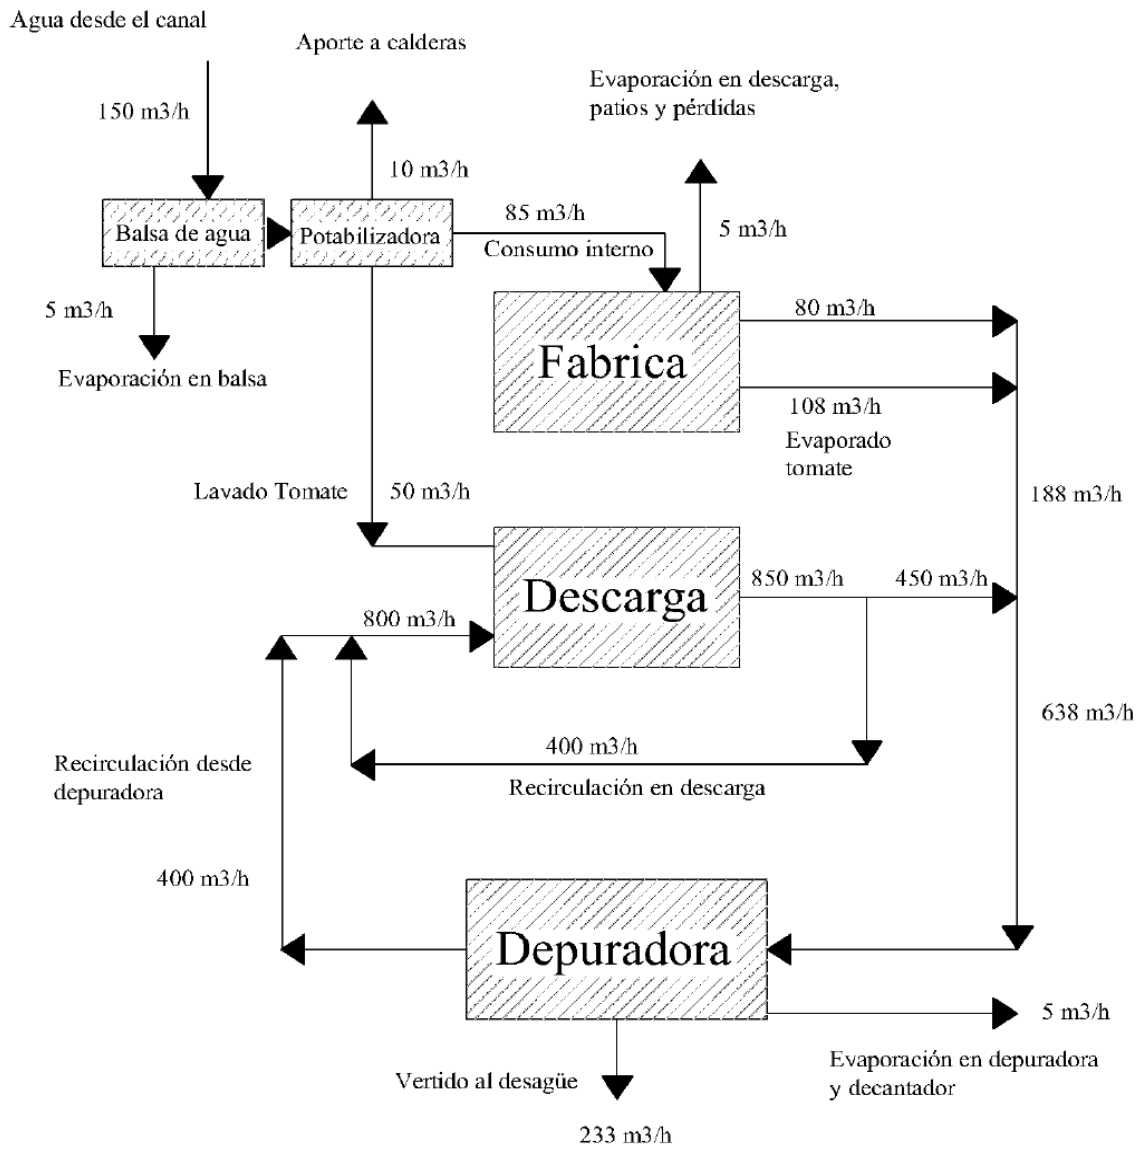 Agua desde el canal
Aporte a calderas
Evaporación en descarga,
patios y pérdidas
150 m3/h
10 m3/h
85 m3/h
5 m3/h
Balsa de agua
Potabilizadora
Consumo interno
5 m3/h
80 m3/h
Fabrica
Evaporación en balsa
108 m3/h
Evaporado
tomate
Lavado Tomate
50 m3/h
188 m3/h
Descarga
850 m3/h
450 m3/h
800 m3/h
638 m3/h
400 m3/h
Recirculación desde
depuradora
Recirculación en descarga
400 m3/h
Depuradora
5 m3/h
Evaporación en depuradora
y decantador
Vertido al desagüe
233 m3/h